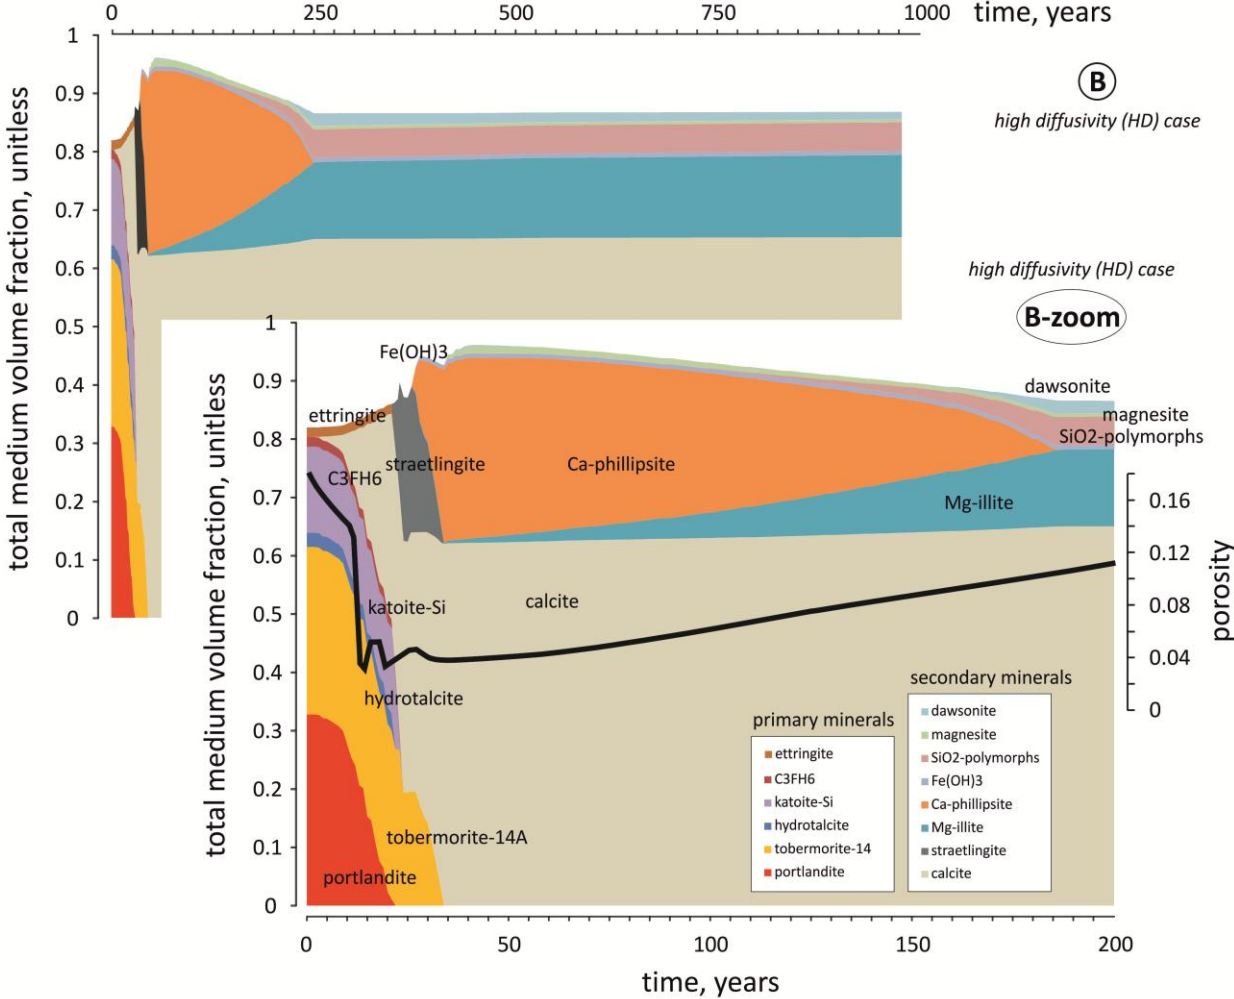 0 250 500 750 1000 time, years
total medium volume fraction, unitless
1
0.9
0.8
0.7
0.6
0.5
0.4
0.3
0.2
0.1
0
B
high diffusivity (HD) case
high diffusivity (HD) case
B-zoom
total medium volume fraction, unitless
1
0.9
0.8
0.7
0.6
0.5
0.4
0.3
0.2
0.1
0
Fe(OH)3
ettringite
C3FH6
straetlingite
Ca-phillipsite
dawsonite
magnesite
SiO2-polymorphs
Mg-illite
katoite-Si
calcite
hydrotalcite
tobermorite-14A
portlandite
0.16
0.12
0.08
0.04
0
porosity
primary minerals
ettringite
C3FH6
katoite-Si
hydrotalcite
tobermorite-14
portlandite
secondary minerals
dawsonite
magnesite
SiO2-polymorphs
Fe(OH)3
Ca-phillipsite
Mg-illite
straetlingite
calcite
0 50 100 150 200
time, years